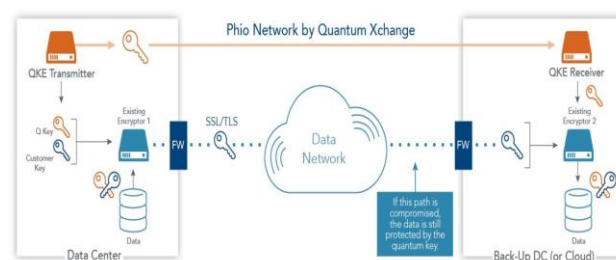 Phio Network by Quantum Xchange
QKE Transmitter
QKE Receiver
Existing
Encryptor 1
Q Key
Customer
Key
FW
SSL/TLS
Data
Network
FW
Existing
Encryptor 2
If this path is
compromised,
the data is still
protected by the
quantum key.
Data
Data
Data Center
Back-Up DC (or Cloud)